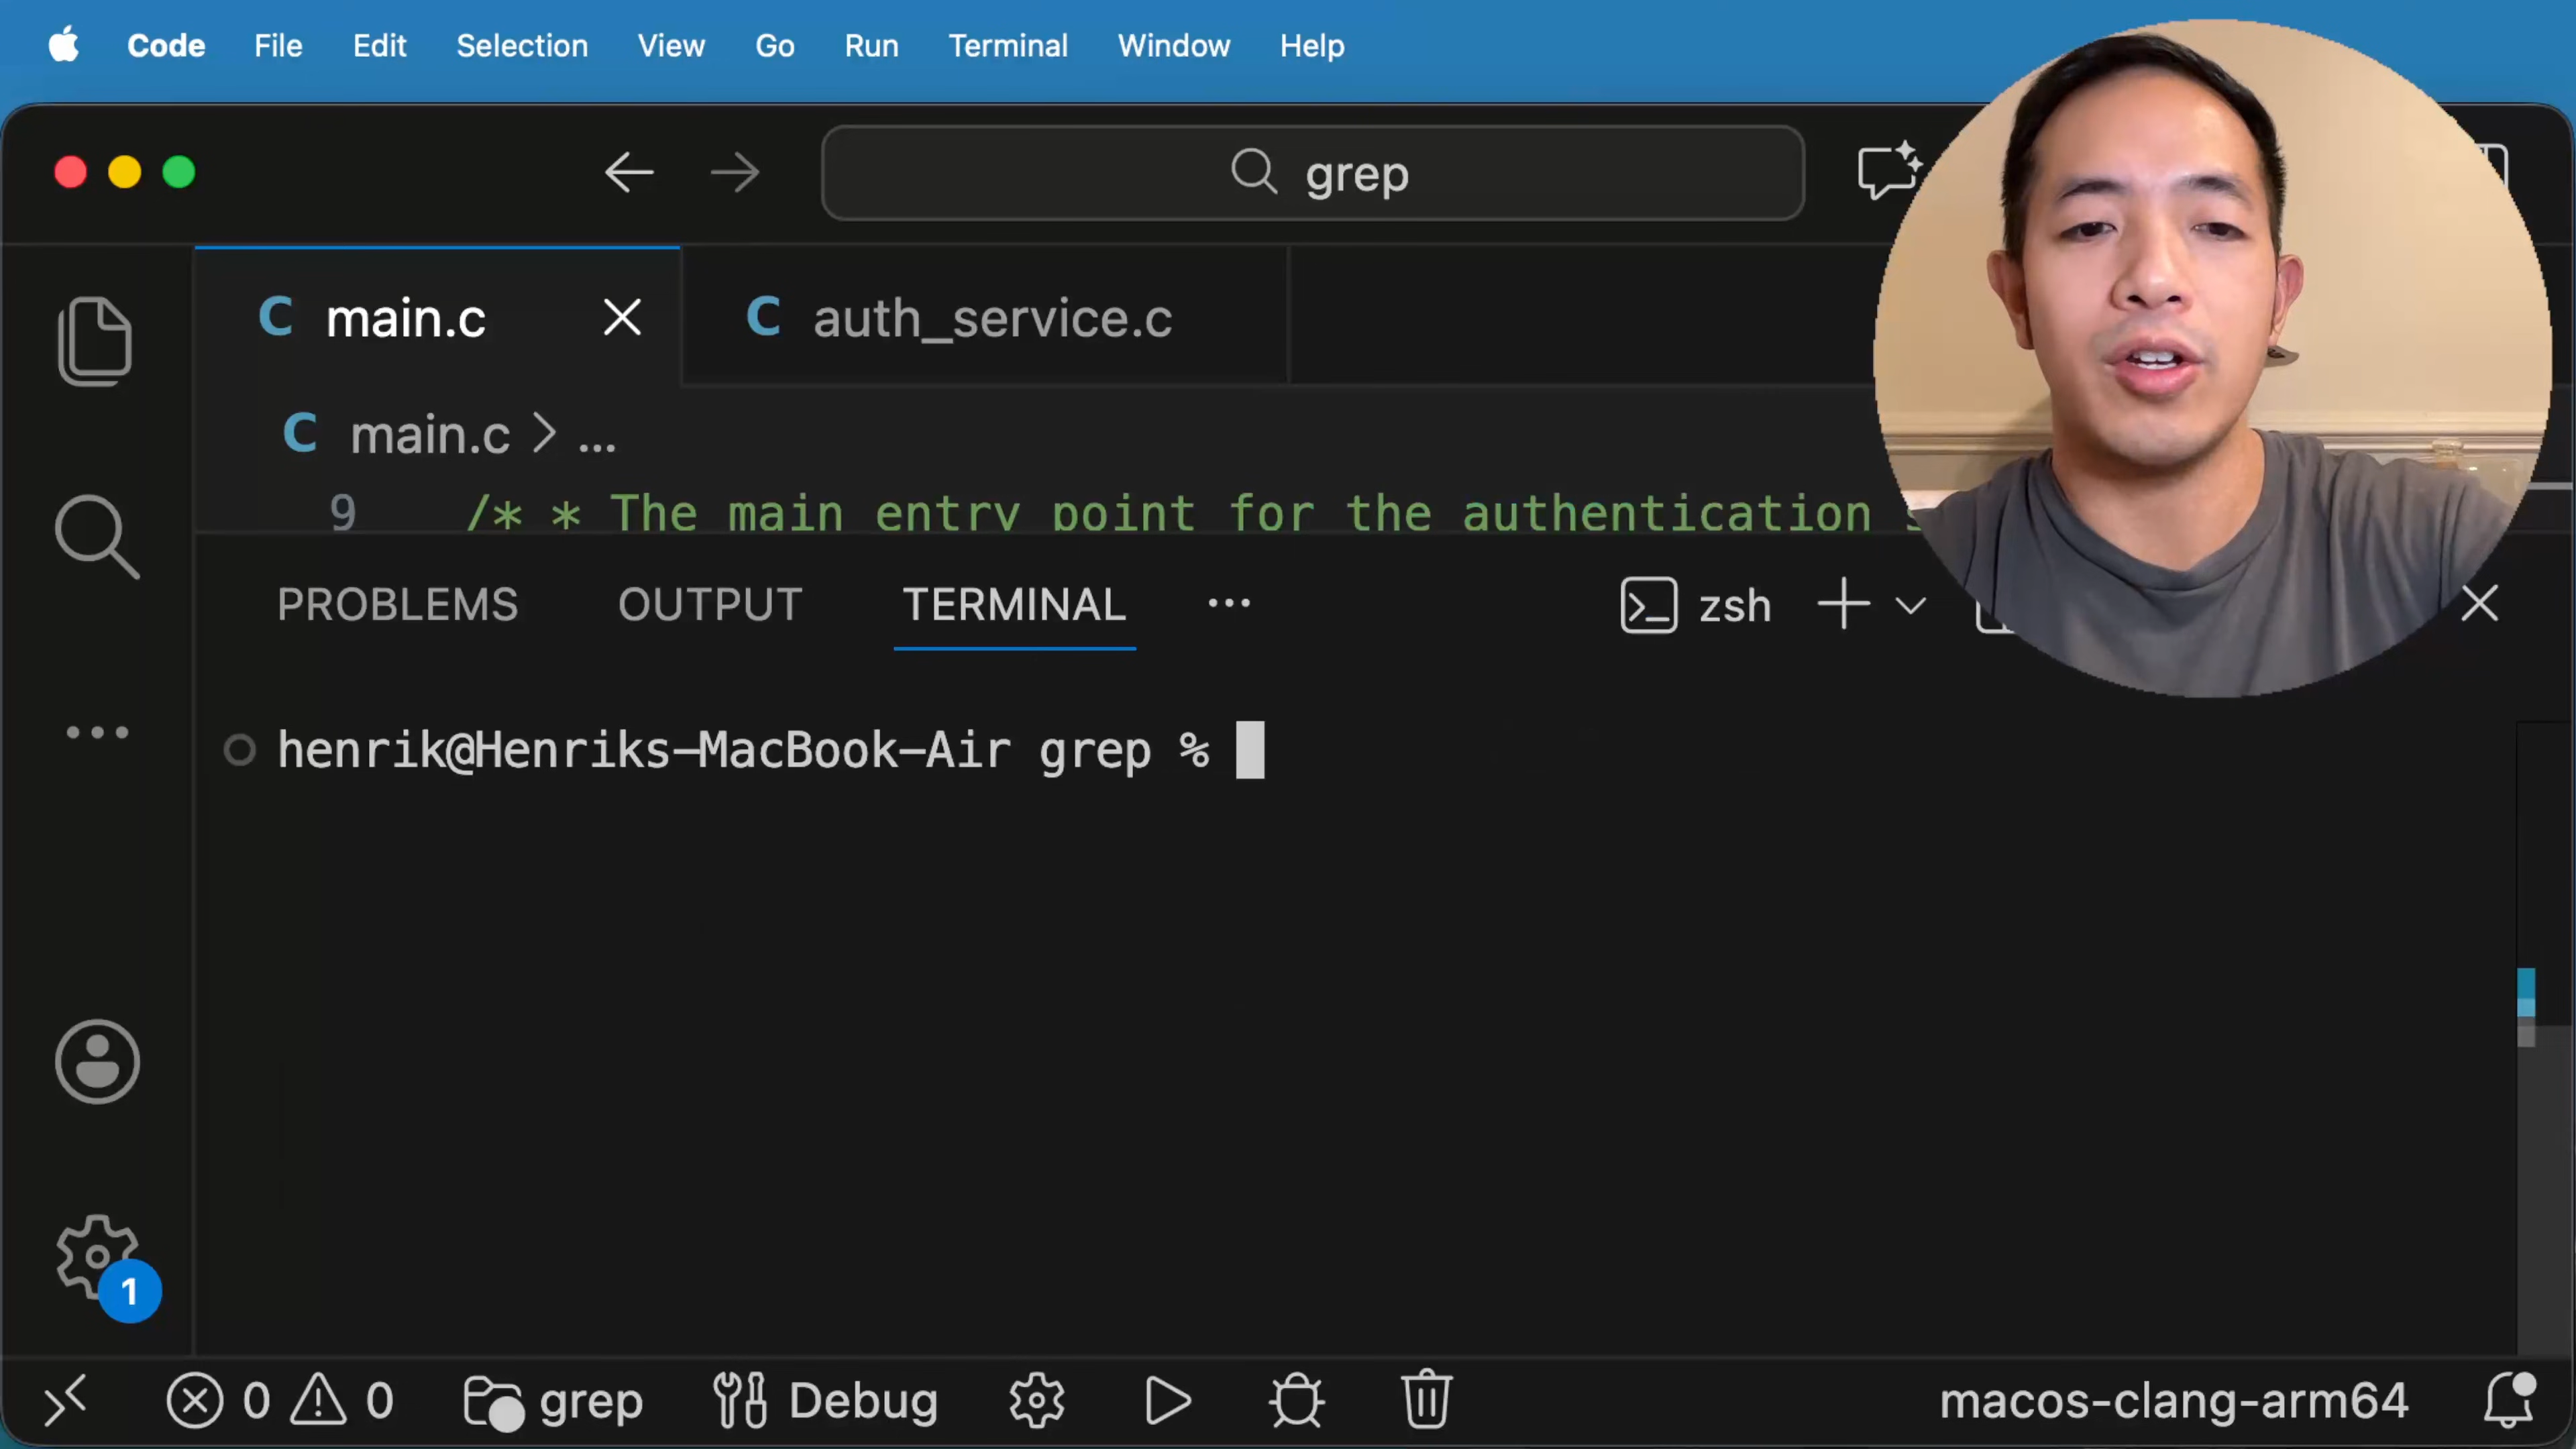 Code File Edit Selection View Go Run Terminal Window Help
grep
C main.c auth_service.c
C main.c > ...
9 /* * The main entry point for the authentication
PROBLEMS OUTPUT TERMINAL ... zsh
henrik@Henriks-MacBook-Air grep %
1
0 0 grep Debug macos-clang-arm64